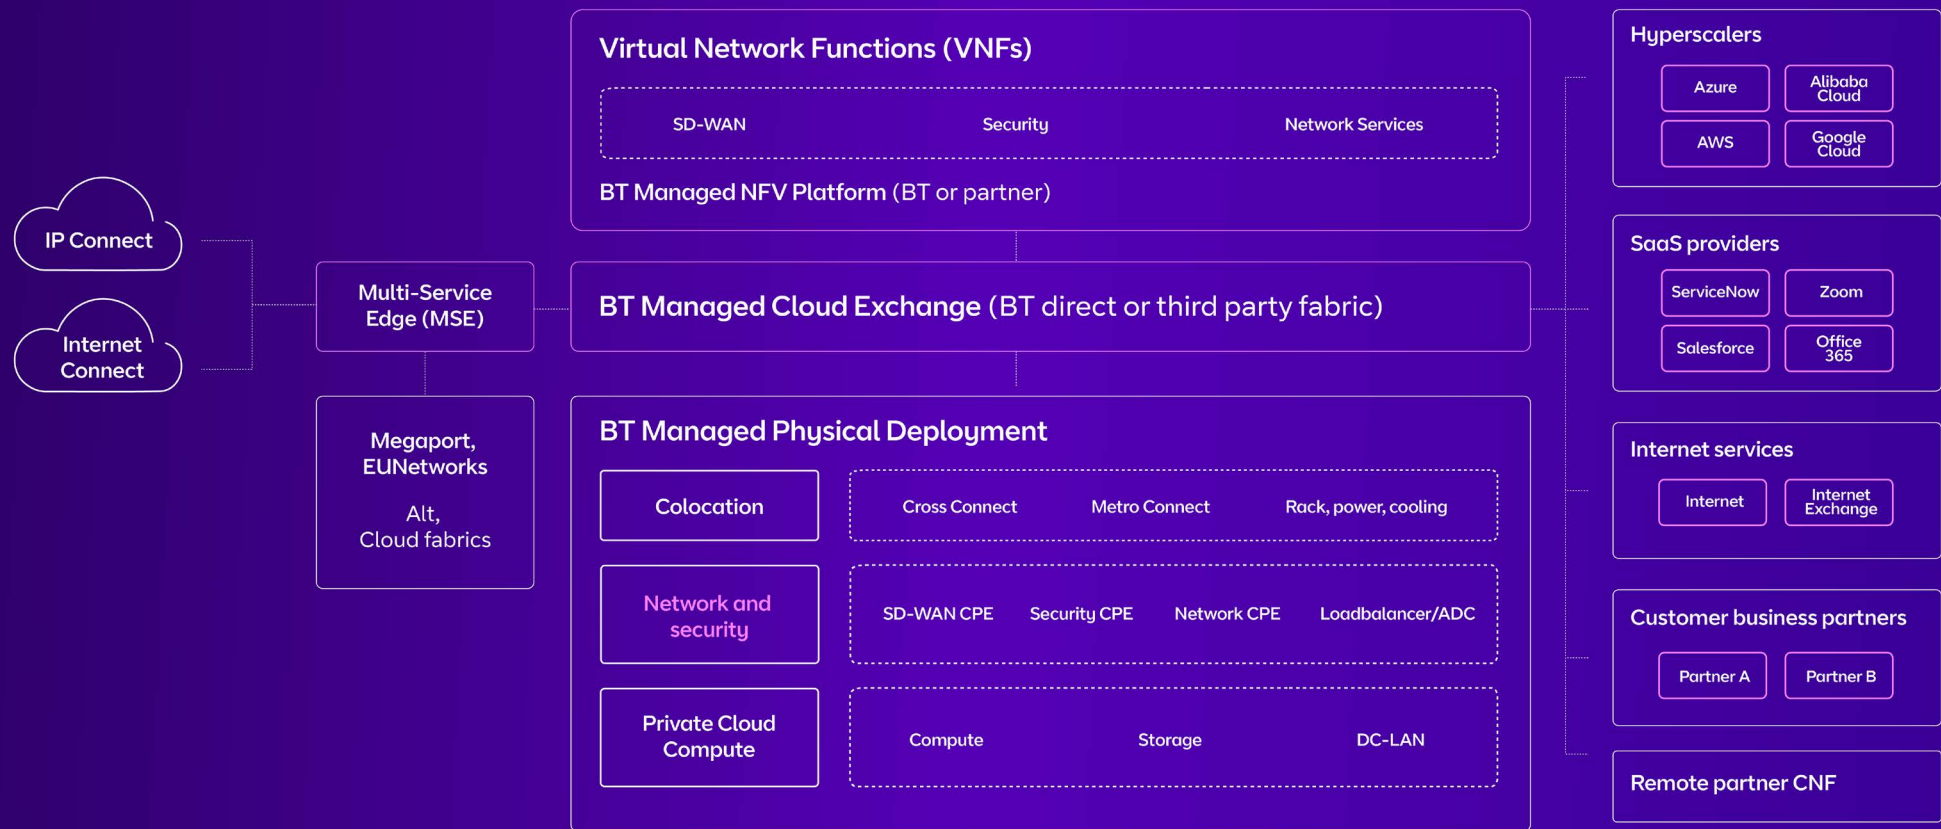 IP Connect
Internet
Connect
Multi-Service
Edge (MSE)
Megaport,
EUNetworks
Alt,
Cloud fabrics
Virtual Network Functions (VNFs)
SD-WAN
Security
Network Services
BT Managed NFV Platform (BT or partner)
BT Managed Cloud Exchange (BT direct or third party fabric)
BT Managed Physical Deployment
Colocation
Cross Connect
Metro Connect
Rack, power, cooling
Network and
security
SD-WAN CPE
Security CPE
Network CPE
Loadbalancer/ADC
Private Cloud
Compute
Compute
Storage
DC-LAN
Hyperscalers
Azure
Alibaba
Cloud
AWS
Google
Cloud
SaaS providers
ServiceNow
Zoom
Salesforce
Office
365
Internet services
Internet
Internet
Exchange
Customer business partners
Partner A
Partner B
Remote partner CNF